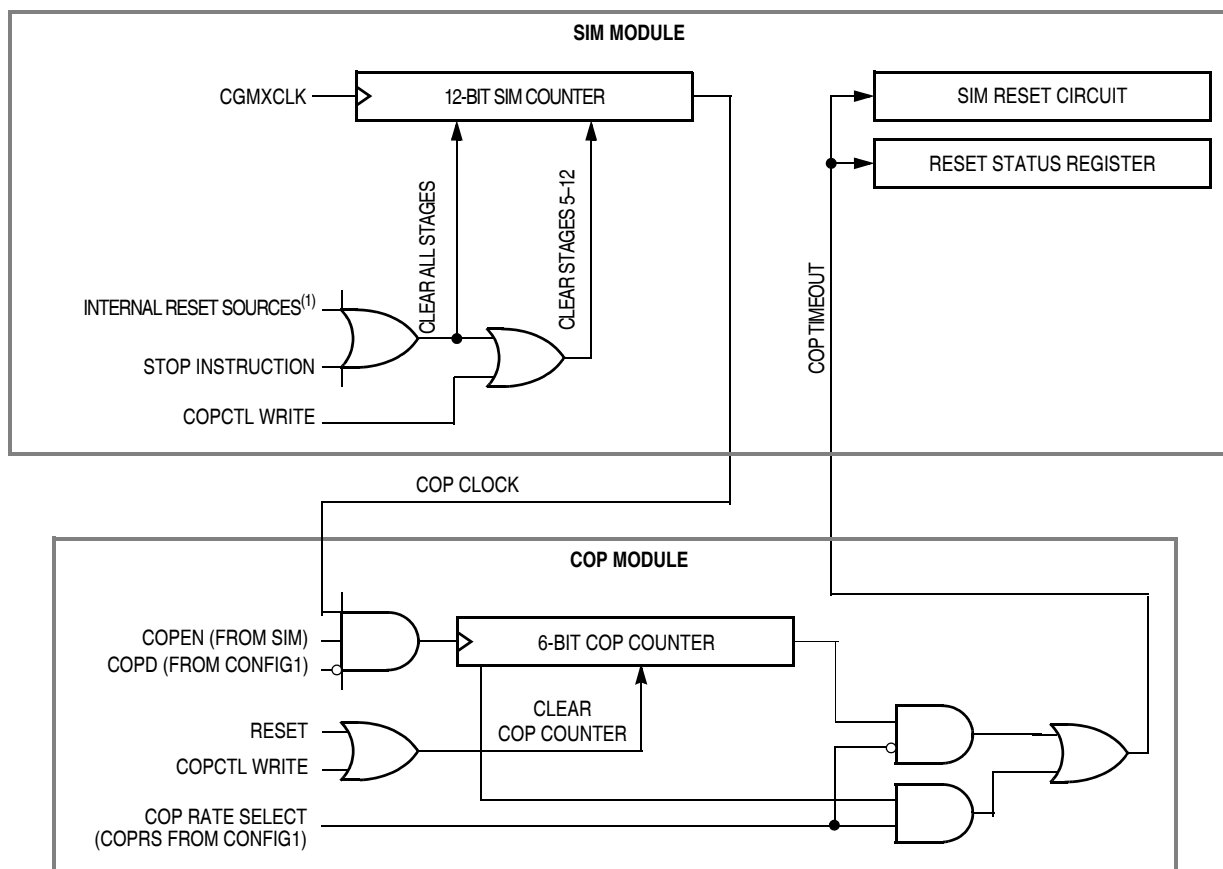 SIM MODULE
CGMXCLK
12-BIT SIM COUNTER
SIM RESET CIRCUIT
RESET STATUS REGISTER
CLEAR ALL STAGES
CLEAR STAGES 5–12
COP TIMEOUT
INTERNAL RESET SOURCES(1)
STOP INSTRUCTION
COPCTL WRITE
COP CLOCK
COP MODULE
COPEN (FROM SIM)
COPD (FROM CONFIG1)
6-BIT COP COUNTER
RESET
COPCTL WRITE
CLEAR
COP COUNTER
COP RATE SELECT
(COPRS FROM CONFIG1)